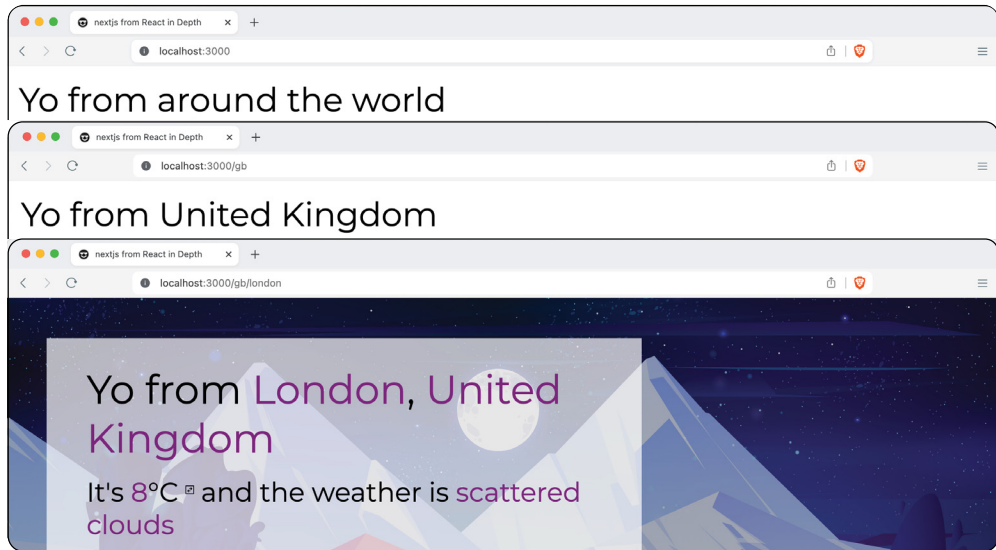 nextjs from React in Depth
localhost:3000
Yo from around the world
nextjs from React in Depth
localhost:3000/gb
Yo from United Kingdom
nextjs from React in Depth
localhost:3000/gb/london
Yo from London, United
Kingdom
It's 8°C and the weather is scattered
clouds